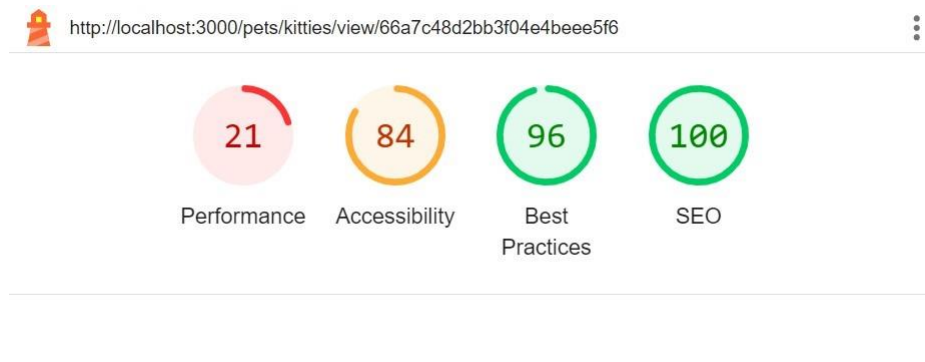 http://localhost:3000/pets/kitties/view/66a7c48d2bb3f04e4beee5f6
21 84 96 100
Performance Accessibility Best Practices SEO